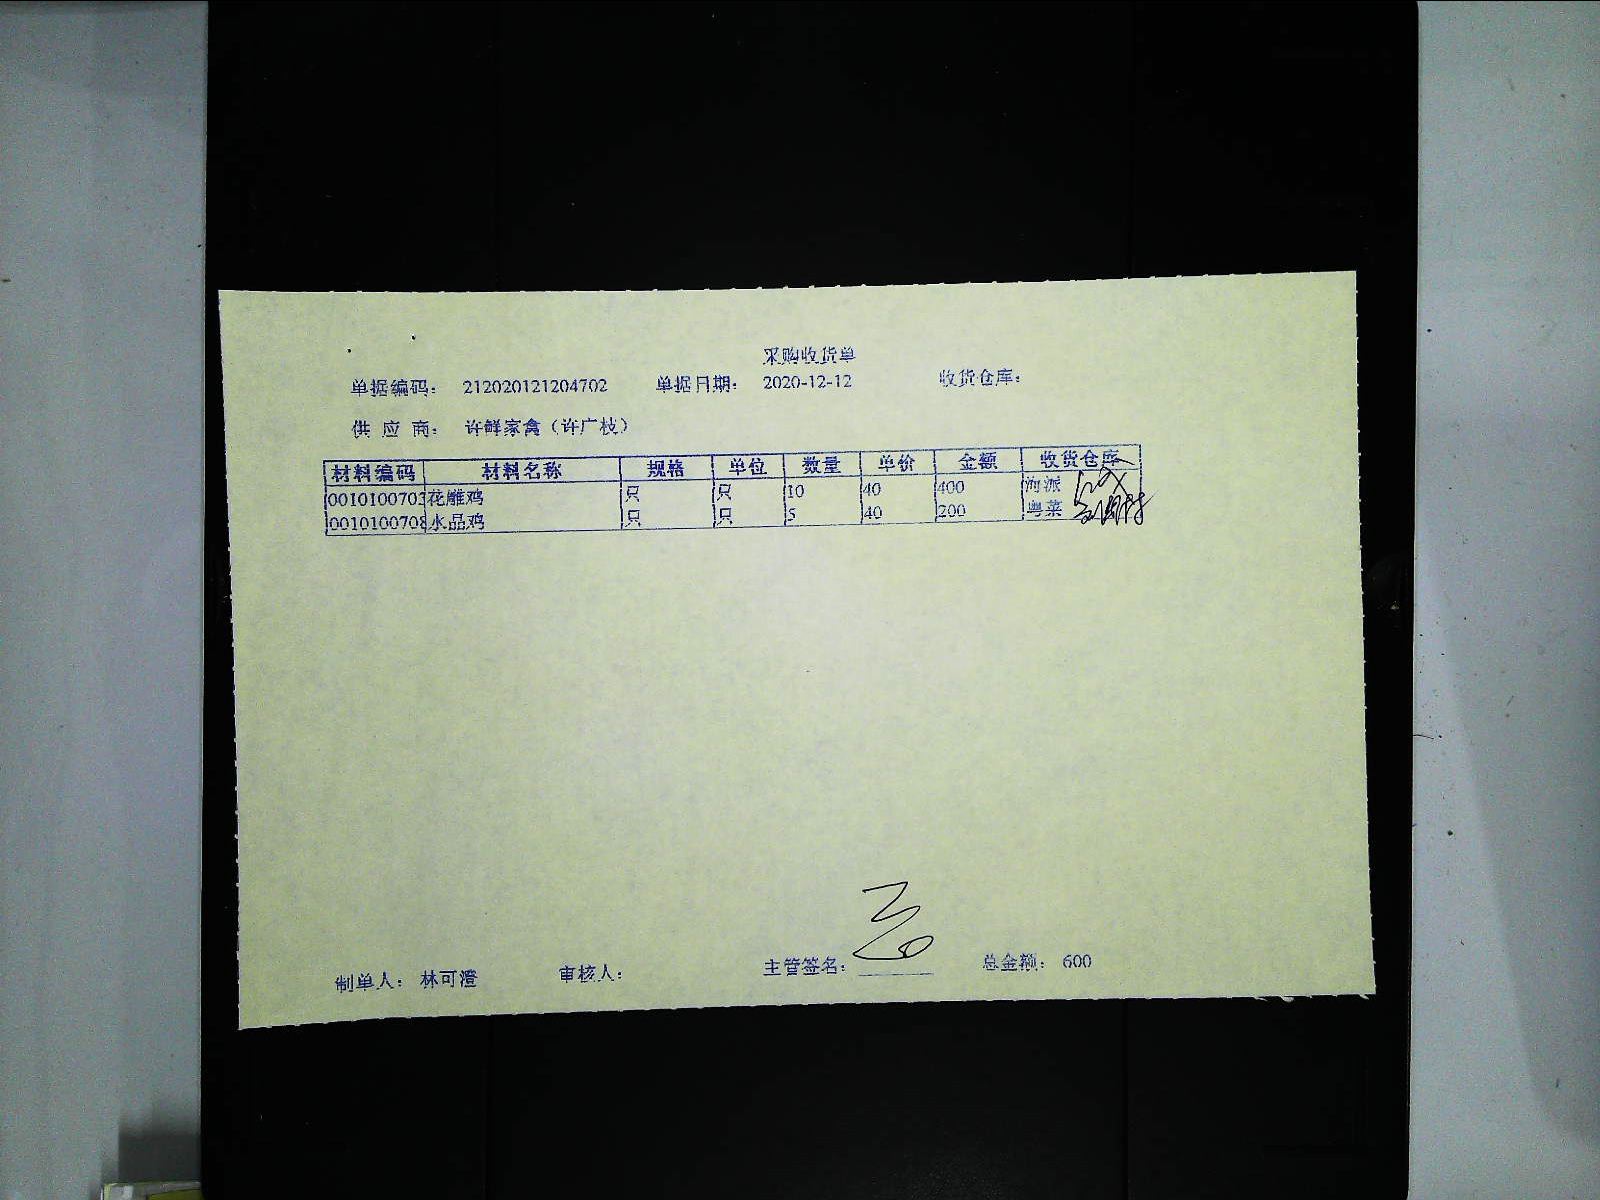 采购收货单
单据编码： 212020121204702 单据日期： 2020-12-12 收货仓库：
供 应 商： 许鲜家禽（许广枝）
材料编码 材料名称 规格 单位 数量 单价 金额 收货仓库
0010100703 花雕鸡 只 只 10 40 400 海派
0010100708 水晶鸡 只 只 5 40 200 粤菜
制单人： 林可澄 审核人： 主管签名： 总金额： 600